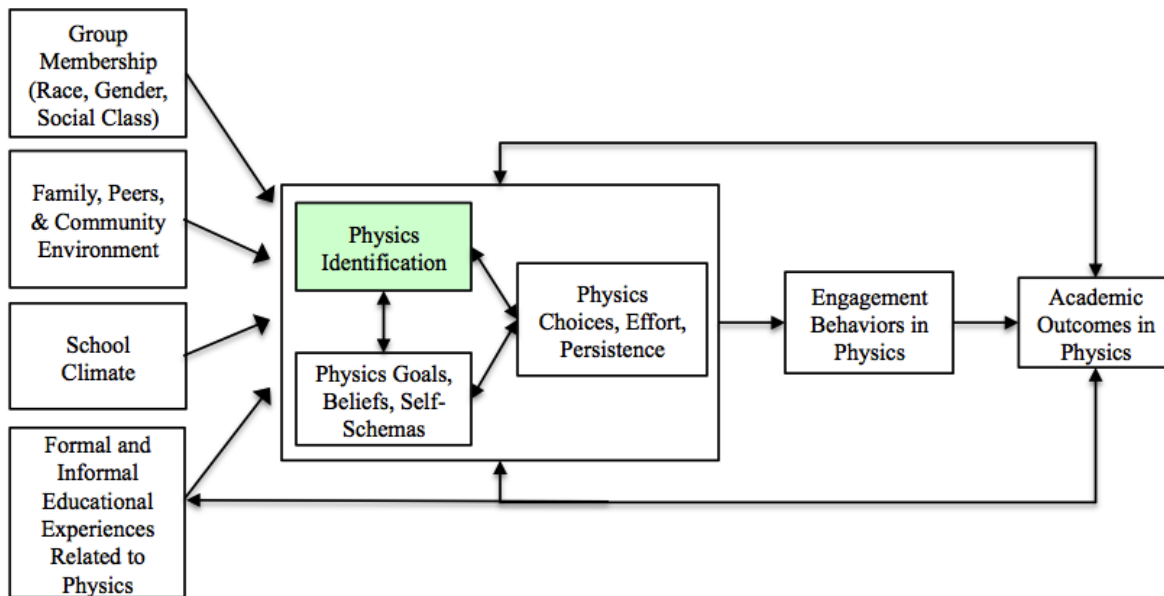 Group
Membership
(Race, Gender,
Social Class)
Family, Peers,
& Community
Environment
School
Climate
Formal and
Informal
Educational
Experiences
Related to
Physics
Physics
Identification
Physics Goals,
Beliefs, Self-
Schemas
Physics
Choices, Effort,
Persistence
Engagement
Behaviors in
Physics
Academic
Outcomes in
Physics